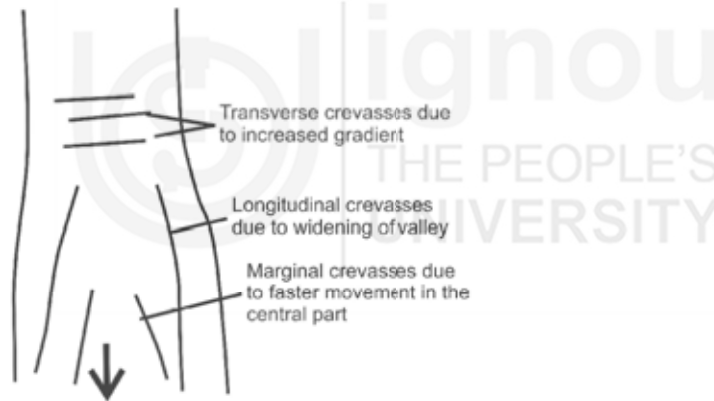 ignou
THE PEOPLE'S
UNIVERSITY
Transverse crevasses due
to increased gradient
Longitudinal crevasses
due to widening of valley
Marginal crevasses due
to faster movement in the
central part